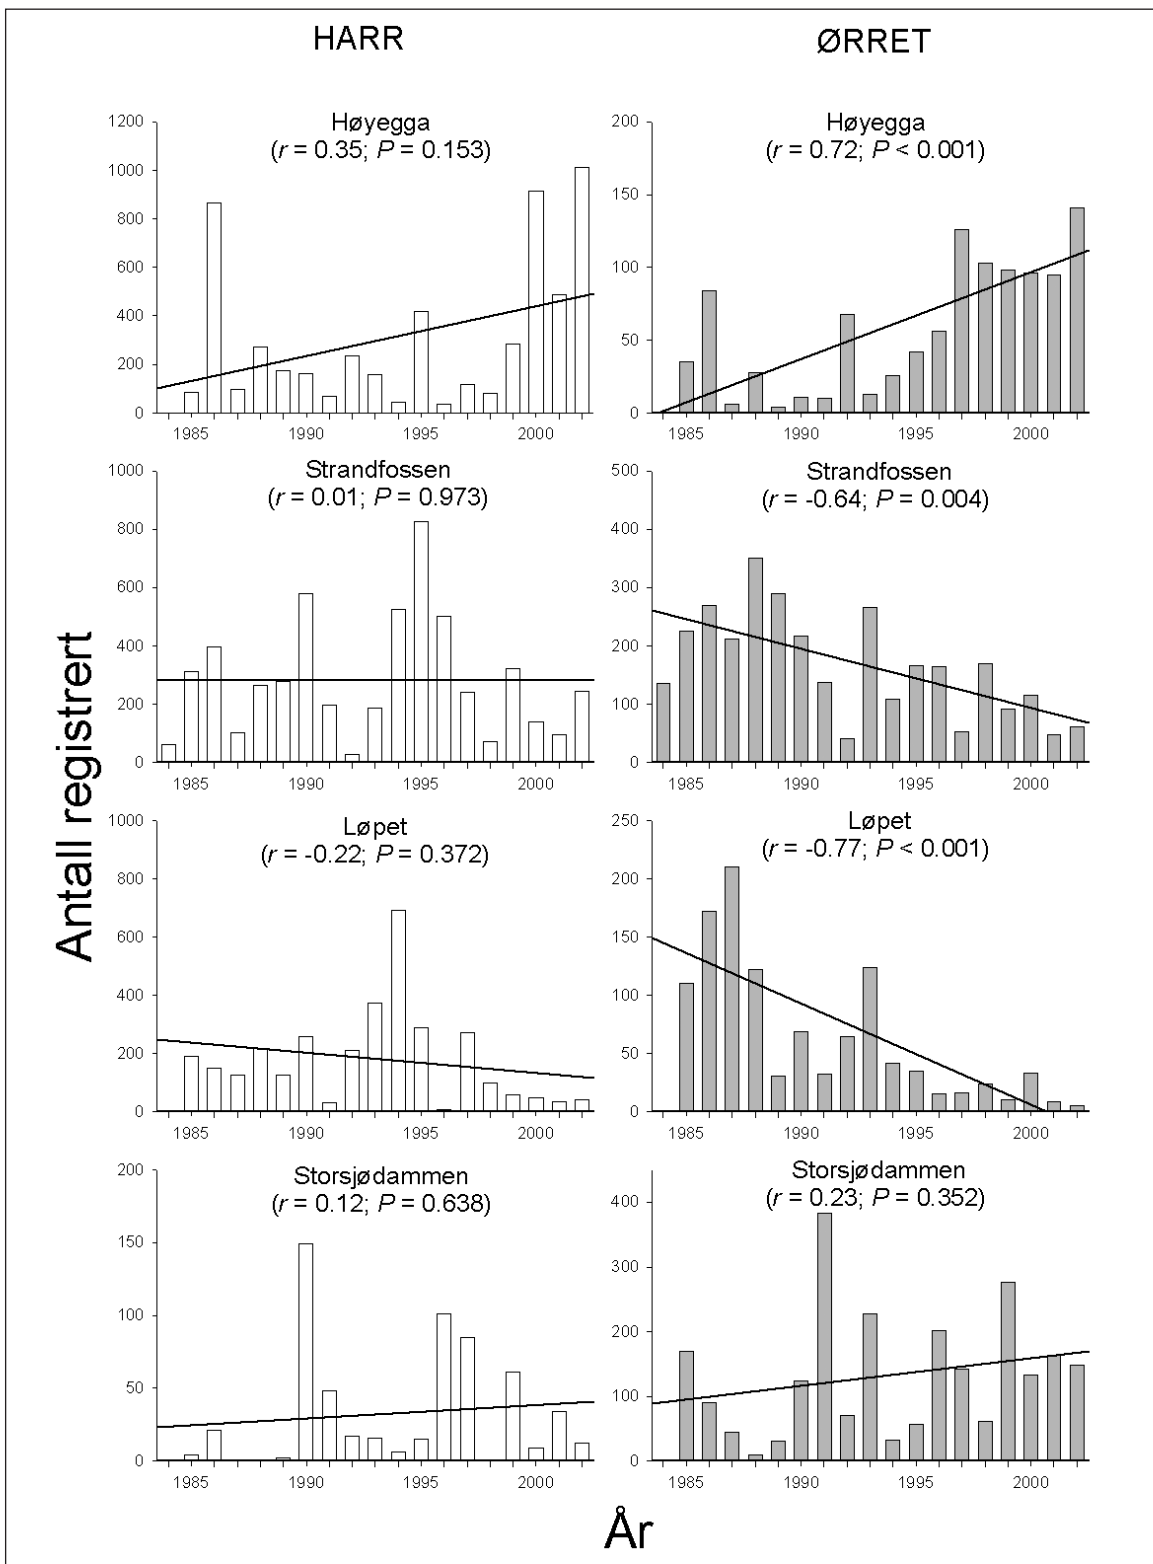 HARR
ØRRET
Høyegga
(r = 0.35; P = 0.153)
1200
1000
800
600
400
200
0
1985 1990 1995 2000
Høyegga
(r = 0.72; P < 0.001)
200
150
100
50
0
1985 1990 1995 2000
Strandfossen
(r = 0.01; P = 0.973)
1000
800
600
400
200
0
1985 1990 1995 2000
Strandfossen
(r = -0.64; P = 0.004)
500
400
300
200
100
0
1985 1990 1995 2000
Løpet
(r = -0.22; P = 0.372)
1000
800
600
400
200
0
1985 1990 1995 2000
Løpet
(r = -0.77; P < 0.001)
250
200
150
100
50
0
1985 1990 1995 2000
Storsjødammen
(r = 0.12; P = 0.638)
200
150
100
50
0
1985 1990 1995 2000
Storsjødammen
(r = 0.23; P = 0.352)
400
300
200
100
0
1985 1990 1995 2000
Antall registrert
År